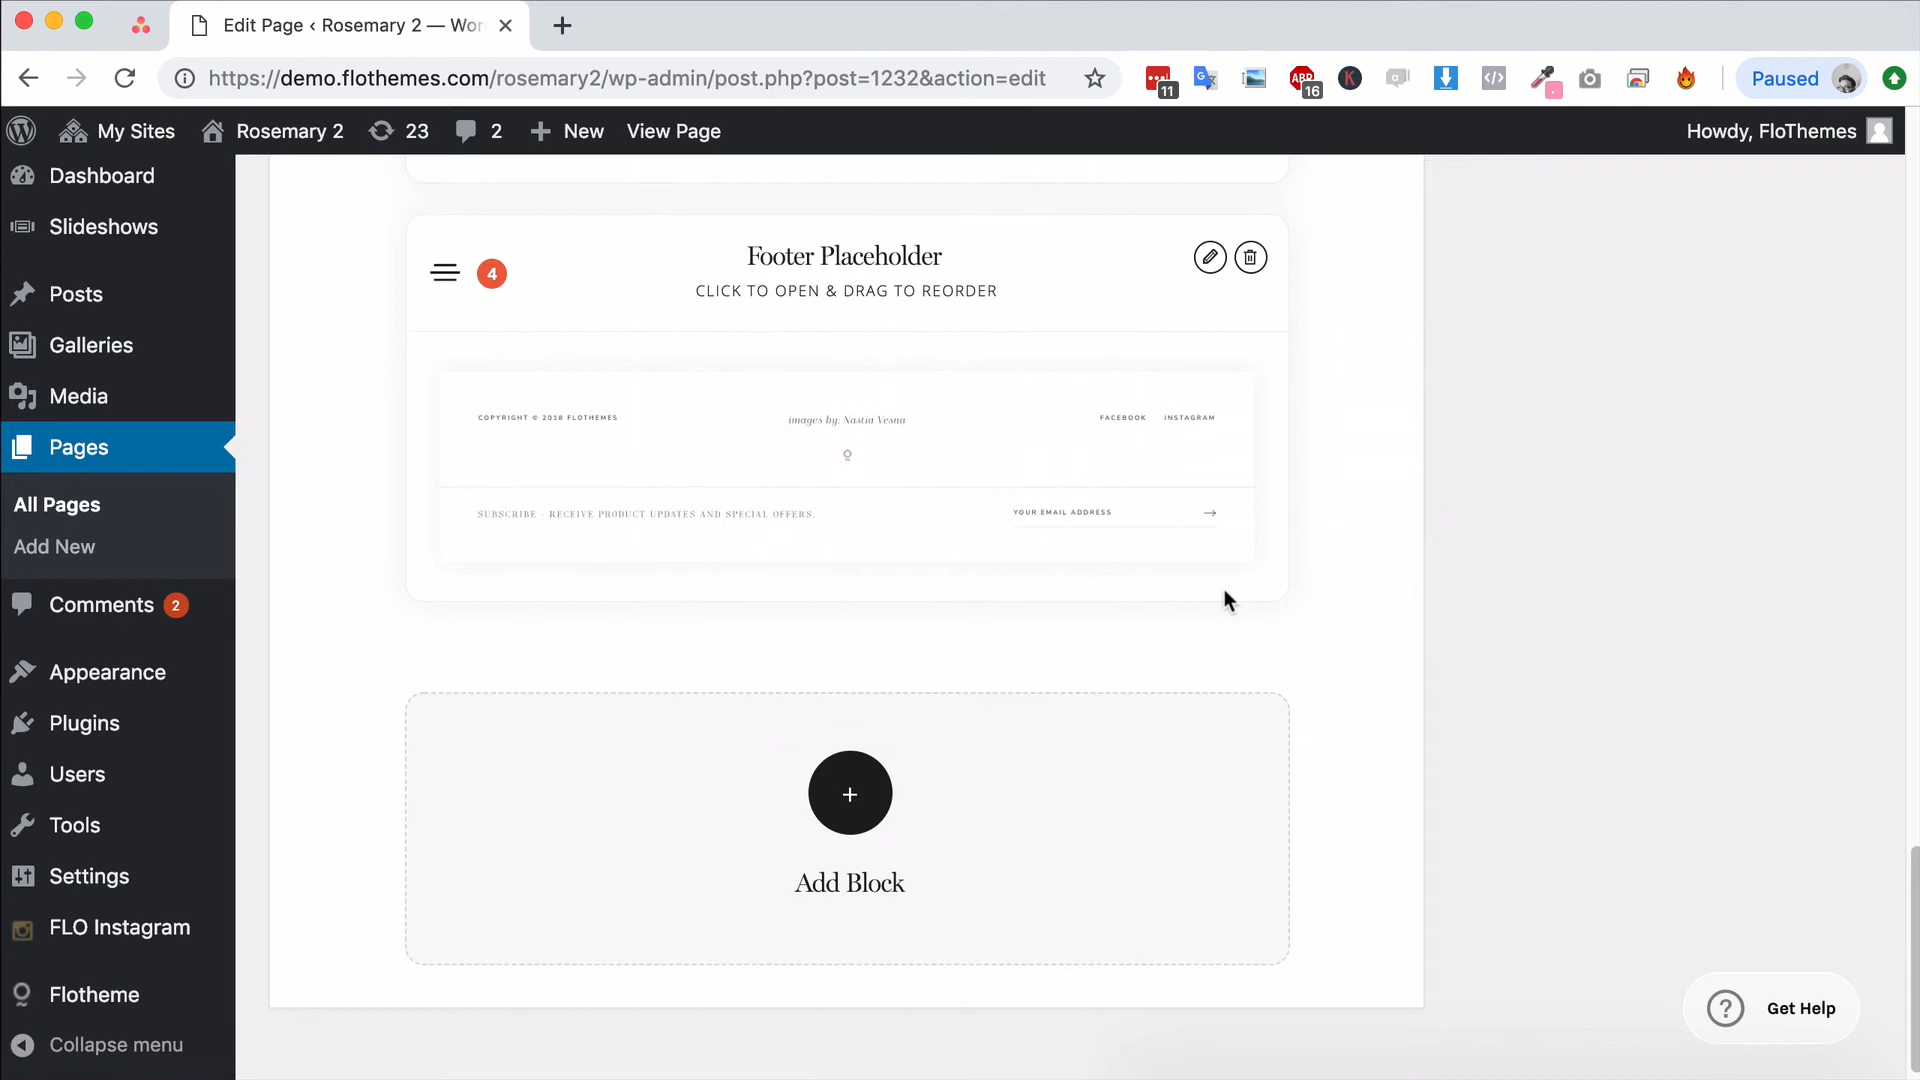 Edit Page ‹ Rosemary 2 — Wor
https://demo.flothemes.com/rosemary2/wp-admin/post.php?post=1232&action=edit
11
ABP
16
K
Paused
My Sites
Rosemary 2
23
2
New
View Page
Howdy, FloThemes
Dashboard
Slideshows
Posts
Galleries
Media
Pages
All Pages
Add New
Comments 2
Appearance
Plugins
Users
Tools
Settings
FLO Instagram
Flotheme
Collapse menu
4
Footer Placeholder
CLICK TO OPEN & DRAG TO REORDER
COPYRIGHT © 2018 FLOTHEMES
images by: Nastia Vesna
FACEBOOK INSTAGRAM
SUBSCRIBE - RECEIVE PRODUCT UPDATES AND SPECIAL OFFERS.
YOUR EMAIL ADDRESS →
+
Add Block
? Get Help